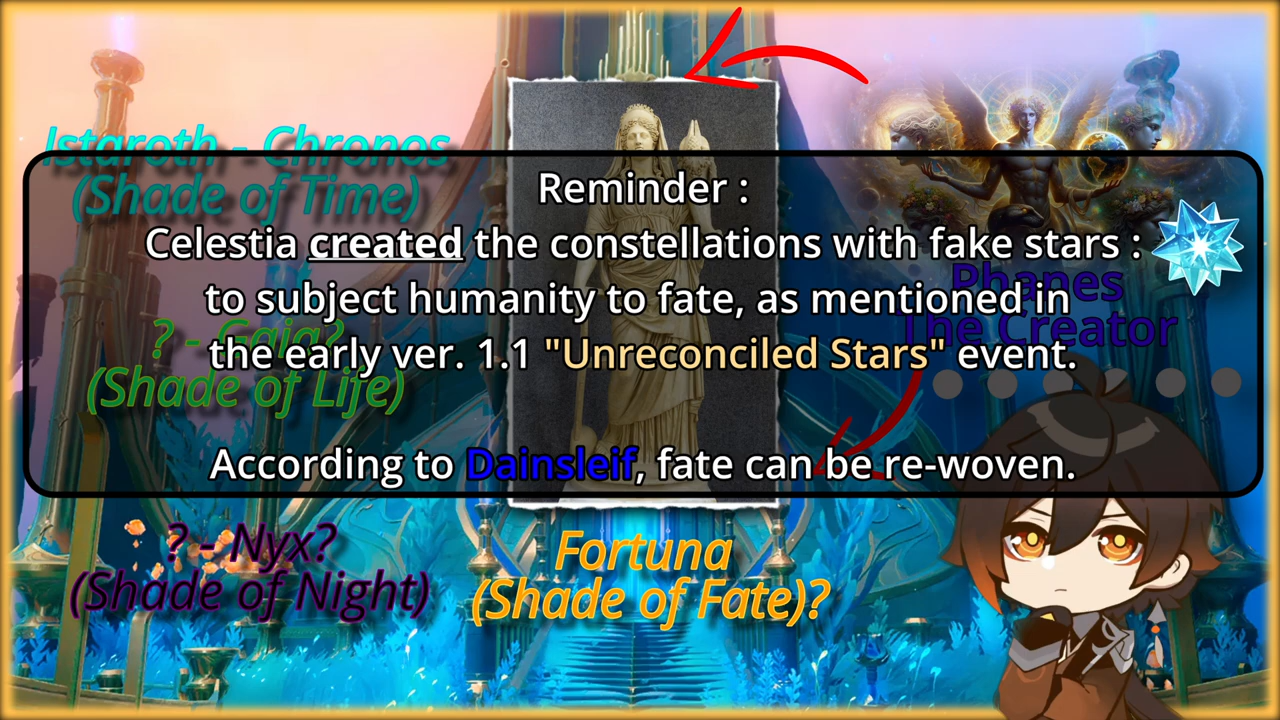 Istaroth - Chronos
(Shade of Time)
Reminder :
Celestia created the constellations with fake stars :
to subject humanity to fate, as mentioned in
the early ver. 1.1 "Unreconciled Stars" event.
According to Dainsleif, fate can be re-woven.
Phanes
The Creator
? - Gaia?
(Shade of Life)
? - Nyx?
(Shade of Night)
Fortuna
(Shade of Fate)?